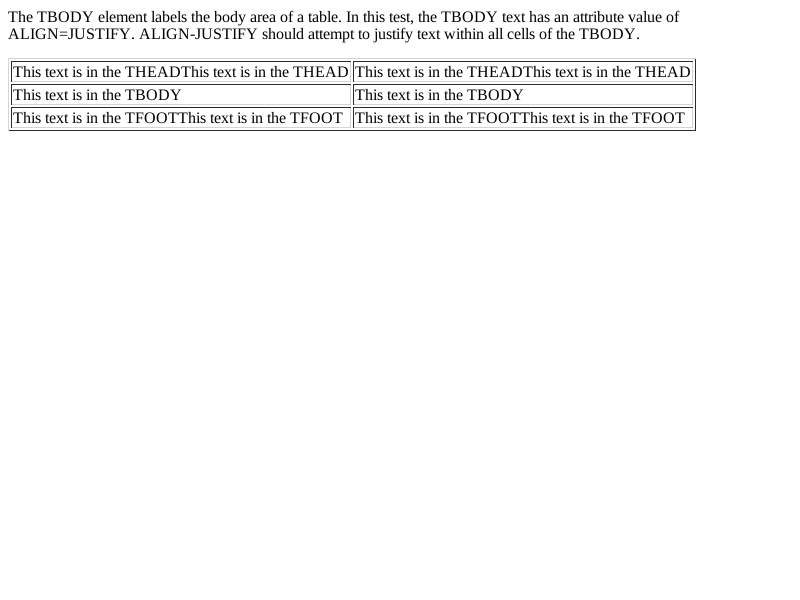 The TBODY element labels the body area of a table. In this test, the TBODY text has an attribute value of
ALIGN=JUSTIFY. ALIGN-JUSTIFY should attempt to justify text within all cells of the TBODY.
This text is in the THEADThis text is in the THEAD This text is in the THEADThis text is in the THEAD
This text is in the TBODY This text is in the TBODY
This text is in the TFOOTThis text is in the TFOOT This text is in the TFOOTThis text is in the TFOOT